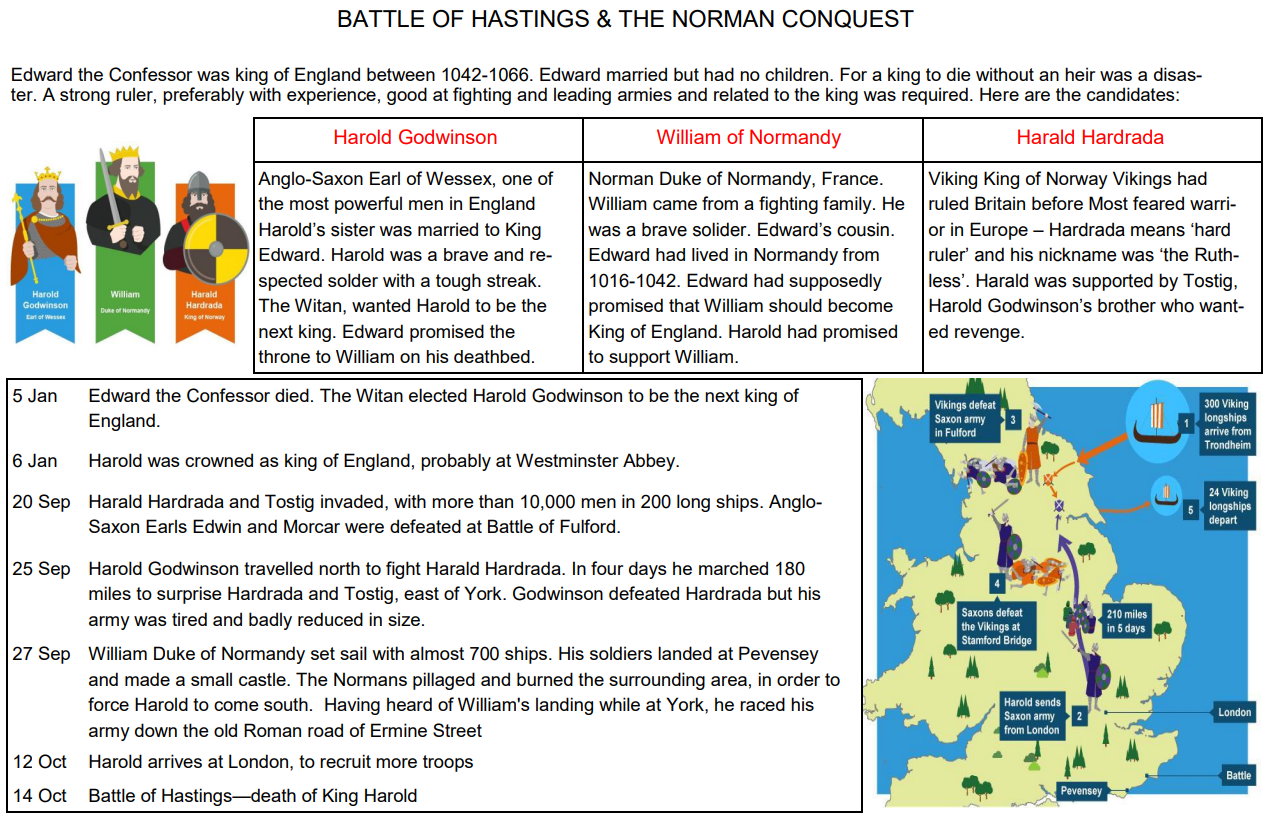 BATTLE OF HASTINGS & THE NORMAN CONQUEST
Edward the Confessor was king of England between 1042-1066. Edward married but had no children. For a king to die without an heir was a disas-
ter. A strong ruler, preferably with experience, good at fighting and leading armies and related to the king was required. Here are the candidates:
Harold
Godwinson
Earl of Wessex
William
Duke of Normandy
Harald
Hardrada
King of Norway
Harold Godwinson
Anglo-Saxon Earl of Wessex, one of
the most powerful men in England
Harold's sister was married to King
Edward. Harold was a brave and re-
spected solder with a tough streak.
The Witan, wanted Harold to be the
next king. Edward promised the
throne to William on his deathbed.
William of Normandy
Norman Duke of Normandy, France.
William came from a fighting family. He
was a brave solider. Edward's cousin.
Edward had lived in Normandy from
1016-1042. Edward had supposedly
promised that William should become
King of England. Harold had promised
to support William.
Harald Hardrada
Viking King of Norway Vikings had
ruled Britain before Most feared warri-
or in Europe – Hardrada means 'hard
ruler' and his nickname was 'the Ruth-
less'. Harald was supported by Tostig,
Harold Godwinson's brother who want-
ed revenge.
5 Jan Edward the Confessor died. The Witan elected Harold Godwinson to be the next king of
England.
6 Jan Harold was crowned as king of England, probably at Westminster Abbey.
20 Sep Harald Hardrada and Tostig invaded, with more than 10,000 men in 200 long ships. Anglo-
Saxon Earls Edwin and Morcar were defeated at Battle of Fulford.
25 Sep Harold Godwinson travelled north to fight Harald Hardrada. In four days he marched 180
miles to surprise Hardrada and Tostig, east of York. Godwinson defeated Hardrada but his
army was tired and badly reduced in size.
27 Sep William Duke of Normandy set sail with almost 700 ships. His soldiers landed at Pevensey
and made a small castle. The Normans pillaged and burned the surrounding area, in order to
force Harold to come south.  Having heard of William's landing while at York, he raced his
army down the old Roman road of Ermine Street
12 Oct Harold arrives at London, to recruit more troops
14 Oct Battle of Hastings—death of King Harold
Vikings defeat
Saxon army
in Fulford
3
1
300 Viking
longships
arrive from
Trondheim
5
24 Viking
longships
depart
4
Saxons defeat
the Vikings at
Stamford Bridge
210 miles
in 5 days
Harold sends
Saxon army
from London
2
London
Battle
Pevensey